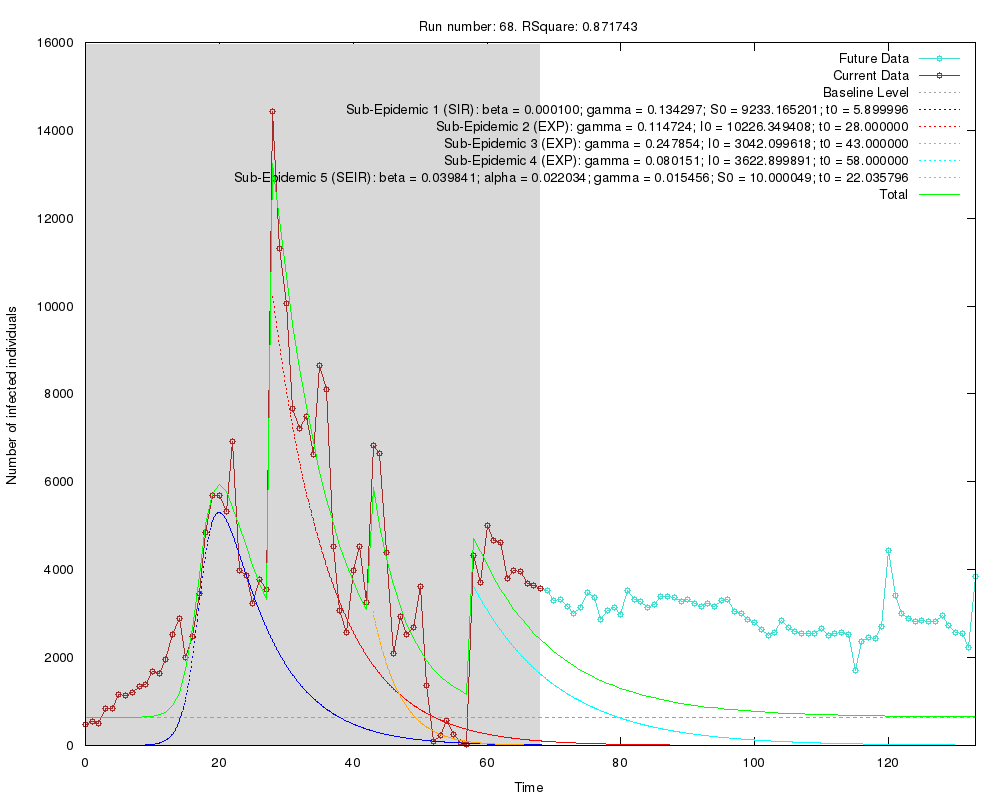 Run number: 68. RSquare: 0.871743
Future Data
Current Data
Baseline Level
Sub-Epidemic 1 (SIR): beta = 0.000100; gamma = 0.134297; S0 = 9233.165201; t0 = 5.899996
Sub-Epidemic 2 (EXP): gamma = 0.114724; I0 = 10226.349408; t0 = 28.000000
Sub-Epidemic 3 (EXP): gamma = 0.247854; I0 = 3042.099618; t0 = 43.000000
Sub-Epidemic 4 (EXP): gamma = 0.080151; I0 = 3622.899891; t0 = 58.000000
Sub-Epidemic 5 (SEIR): beta = 0.039841; alpha = 0.022034; gamma = 0.015456; S0 = 10.000049; t0 = 22.035796
Total
Number of infected individuals
16000
14000
12000
10000
8000
6000
4000
2000
0
0 20 40 60 80 100 120
Time